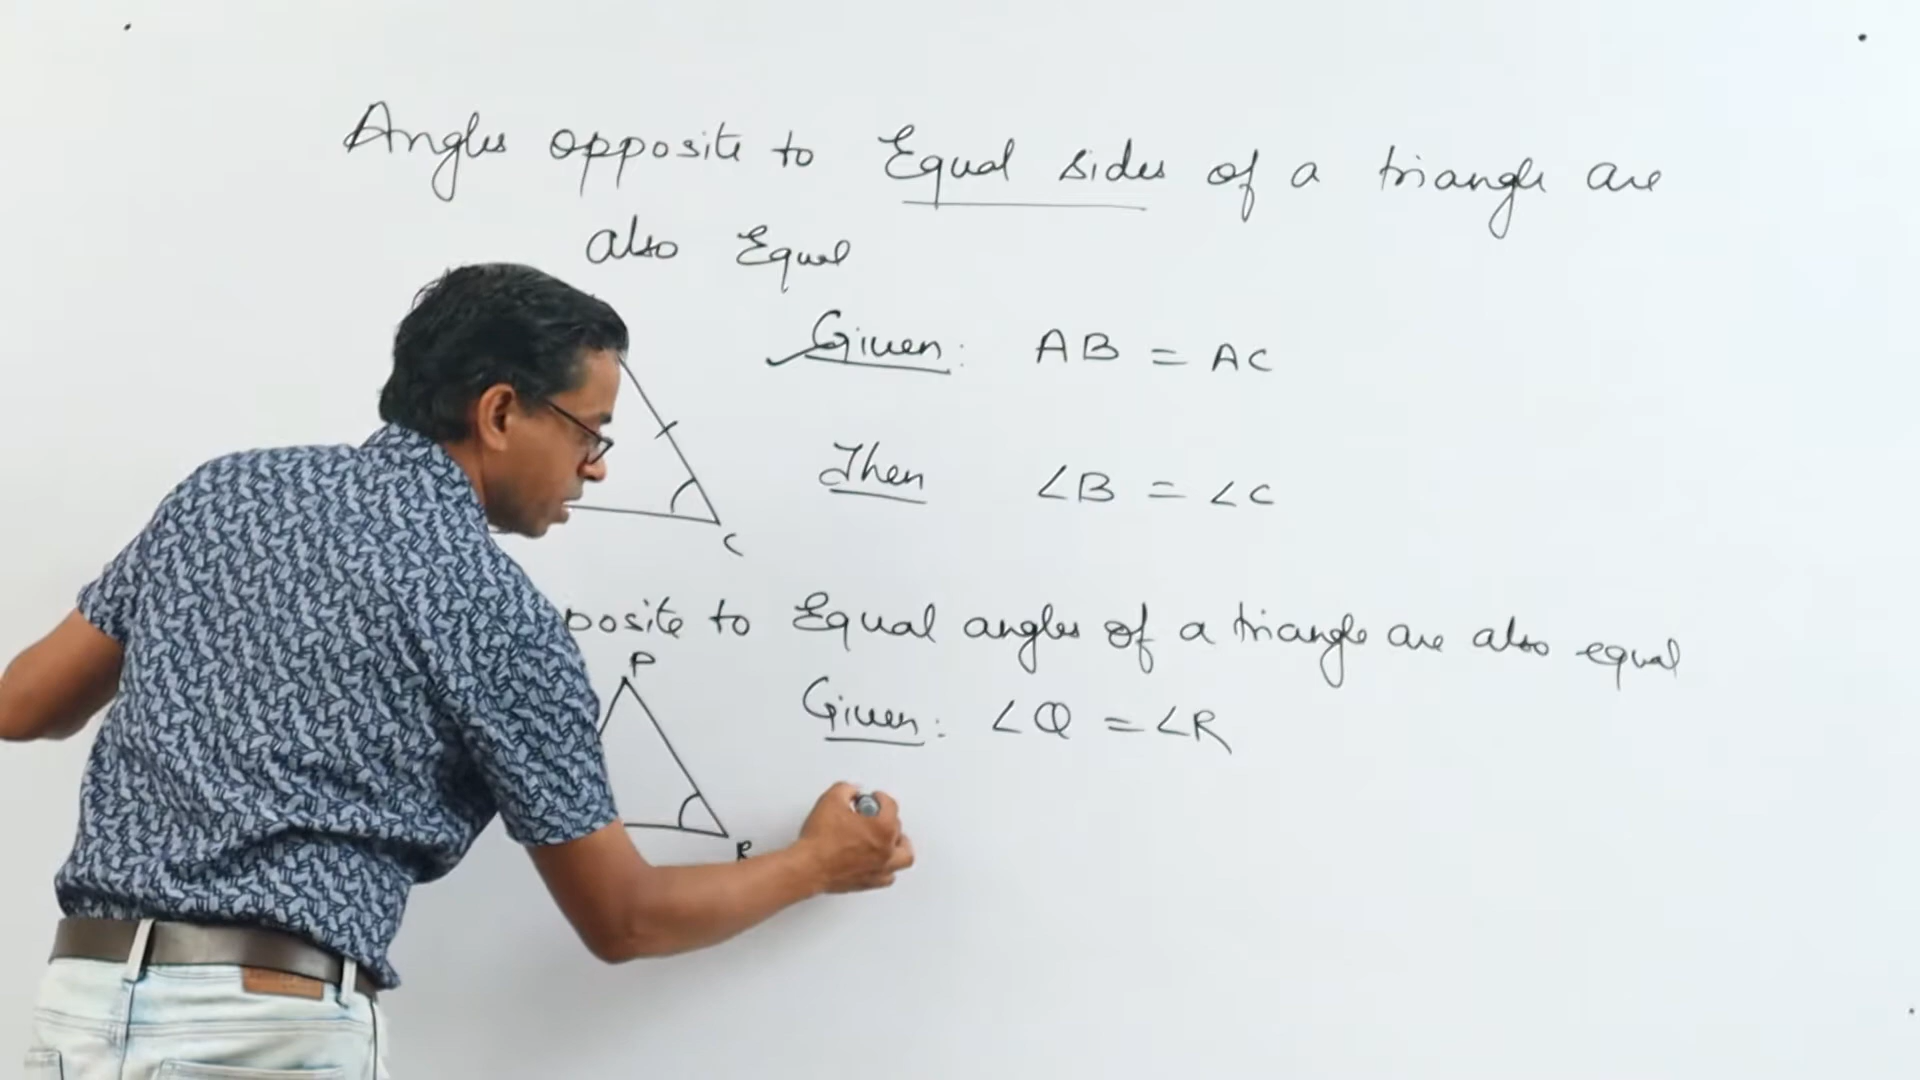 Angles opposite to Equal sides of a triangle are
also Equal
Given: AB = AC
Then ∠B = ∠C
C
posite to Equal angles of a triangle are also equal
P
Given: ∠Q = ∠R
R